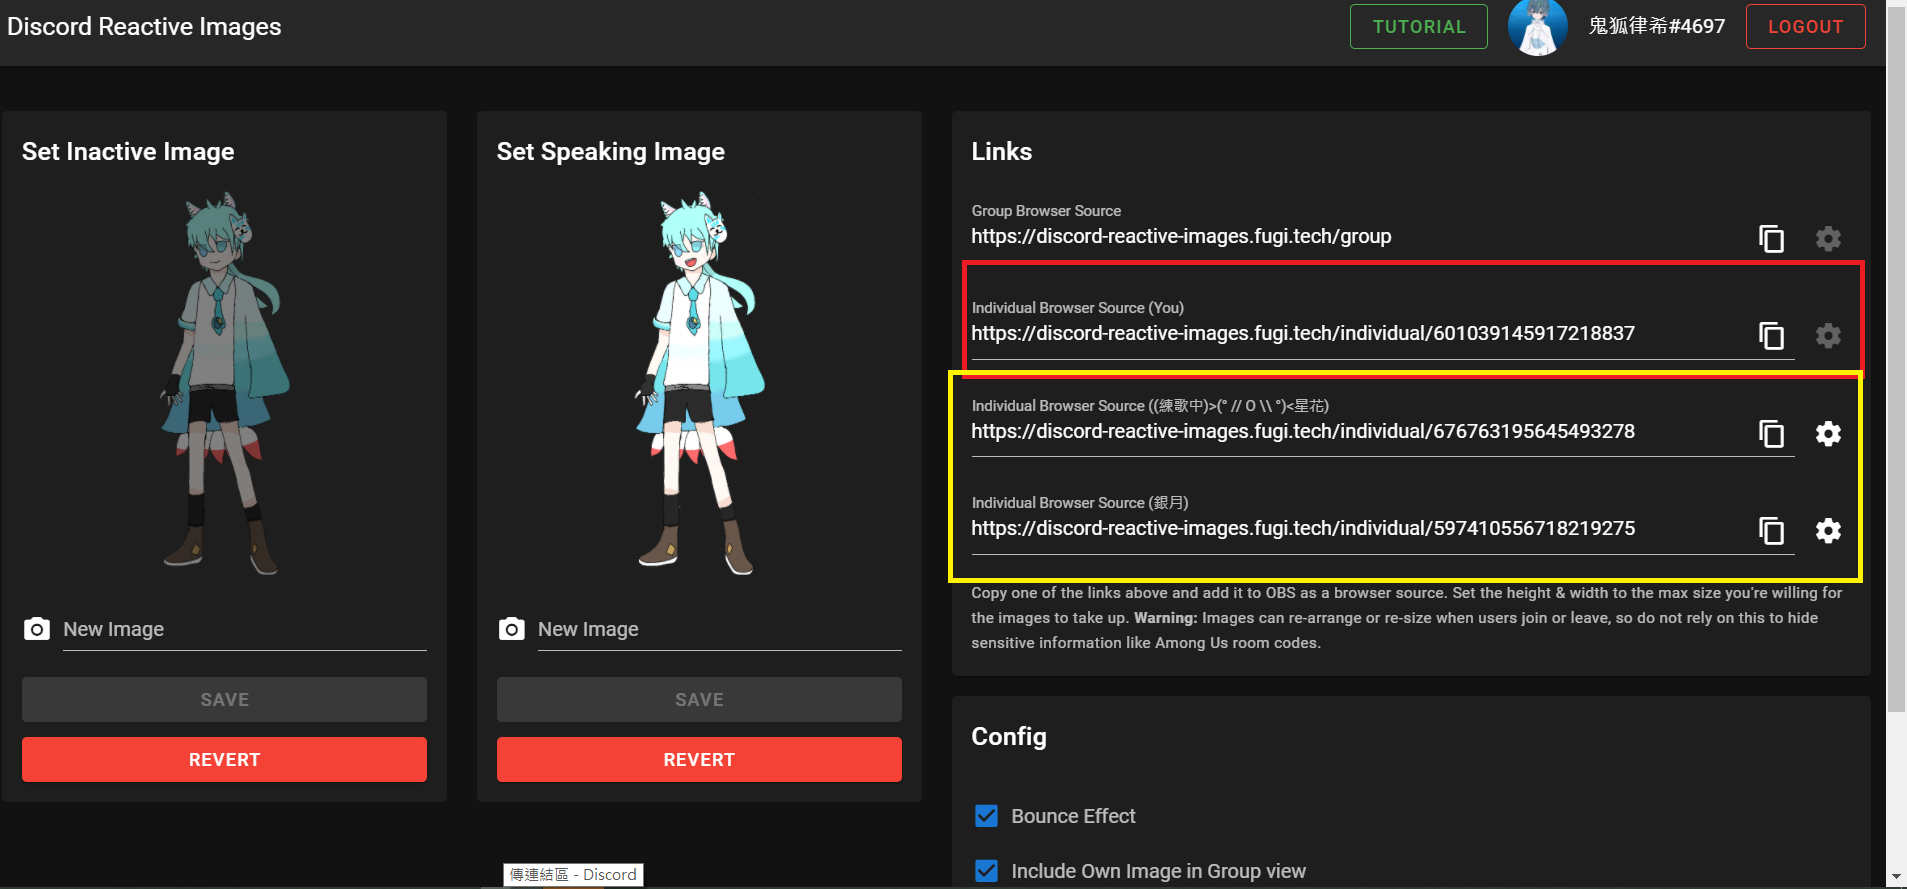 Discord Reactive Images
TUTORIAL
鬼狐律希#4697
LOGOUT
Set Inactive Image
New Image
SAVE
REVERT
Set Speaking Image
New Image
SAVE
REVERT
Links
Group Browser Source
https://discord-reactive-images.fugi.tech/group
Individual Browser Source (You)
https://discord-reactive-images.fugi.tech/individual/601039145917218837
Individual Browser Source ((練歌中)>(° // O \\ °)<星花)
https://discord-reactive-images.fugi.tech/individual/676763195645493278
Individual Browser Source (銀月)
https://discord-reactive-images.fugi.tech/individual/597410556718219275
Copy one of the links above and add it to OBS as a browser source. Set the height & width to the max size you're willing for
the images to take up. Warning: Images can re-arrange or re-size when users join or leave, so do not rely on this to hide
sensitive information like Among Us room codes.
Config
Bounce Effect
Include Own Image in Group view
傳連結區 - Discord